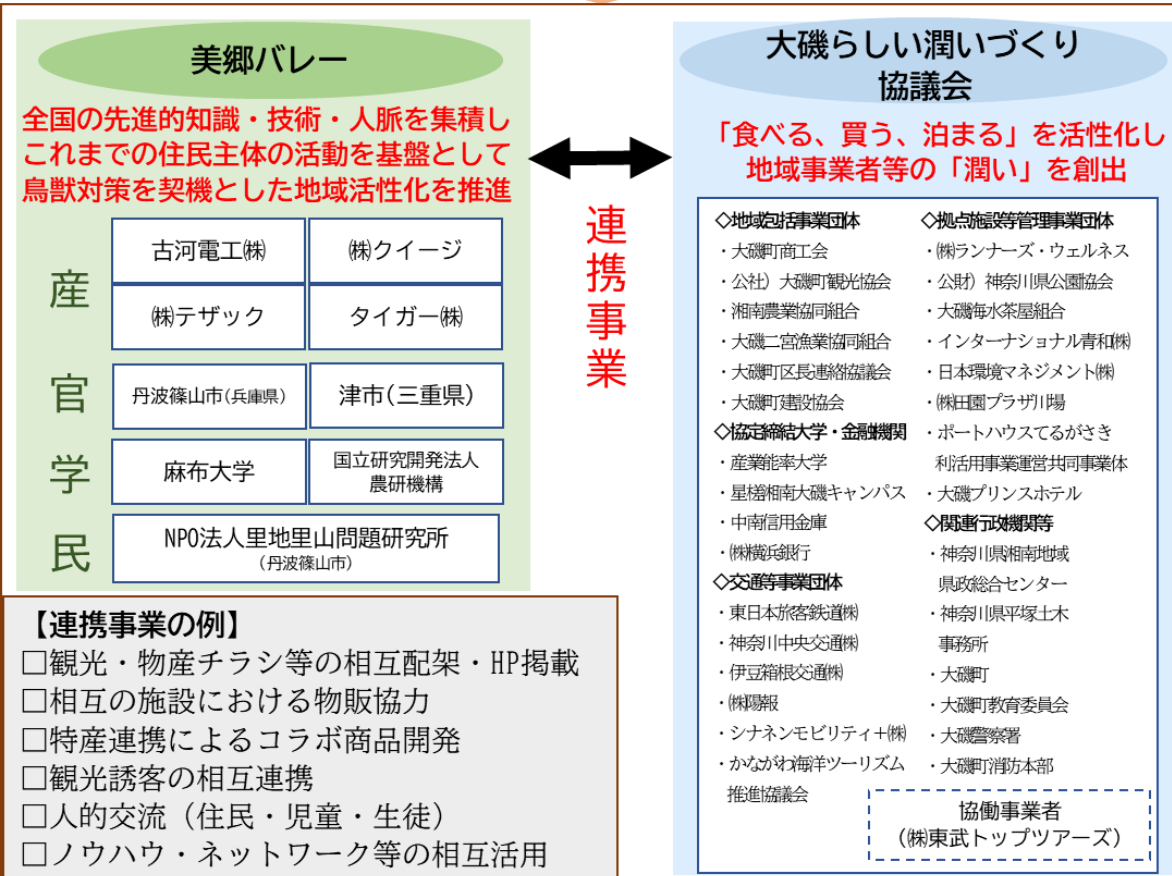 美郷バレー
全国の先進的知識・技術・人脈を集積し
これまでの住民主体の活動を基盤として
鳥獣対策を契機とした地域活性化を推進
産
古河電工㈱
㈱クイージ
㈱テザック
タイガー㈱
官
丹波篠山市(兵庫県)
津市(三重県)
学
麻布大学
国立研究開発法人
農研機構
民
NPO法人里地里山問題研究所
(丹波篠山市)
連携事業
大磯らしい潤いづくり
協議会
「食べる、買う、泊まる」を活性化し
地域事業者等の「潤い」を創出
◇地域包括事業団体
・大磯町商工会
・公社）大磯町観光協会
・湘南農業協同組合
・大磯二宮漁業協同組合
・大磯町区長連絡協議会
・大磯町建設協会
◇協定締結大学・金融機関
・産業能率大学
・星槎湘南大磯キャンパス
・中南信用金庫
・㈱横浜銀行
◇交通等事業団体
・東日本旅客鉄道㈱
・神奈川中央交通㈱
・伊豆箱根交通㈱
・㈱陽報
・シナネンモビリティ＋㈱
・かながわ海洋ツーリズム
推進協議会
◇拠点施設等管理事業団体
・㈱ランナーズ・ウェルネス
・公財）神奈川県公園協会
・大磯海水茶屋組合
・インターナショナル青和㈱
・日本環境マネジメント㈱
・㈱田園プラザ川場
・ポートハウスてるがさき
利活用事業運営共同事業体
・大磯プリンスホテル
◇関連行政機関等
・神奈川県湘南地域
県政総合センター
・神奈川県平塚土木
事務所
・大磯町
・大磯町教育委員会
・大磯警察署
・大磯町消防本部
協働事業者
（㈱東武トップツアーズ）
【連携事業の例】
□観光・物産チラシ等の相互配架・HP掲載
□相互の施設における物販協力
□特産連携によるコラボ商品開発
□観光誘客の相互連携
□人的交流（住民・児童・生徒）
□ノウハウ・ネットワーク等の相互活用